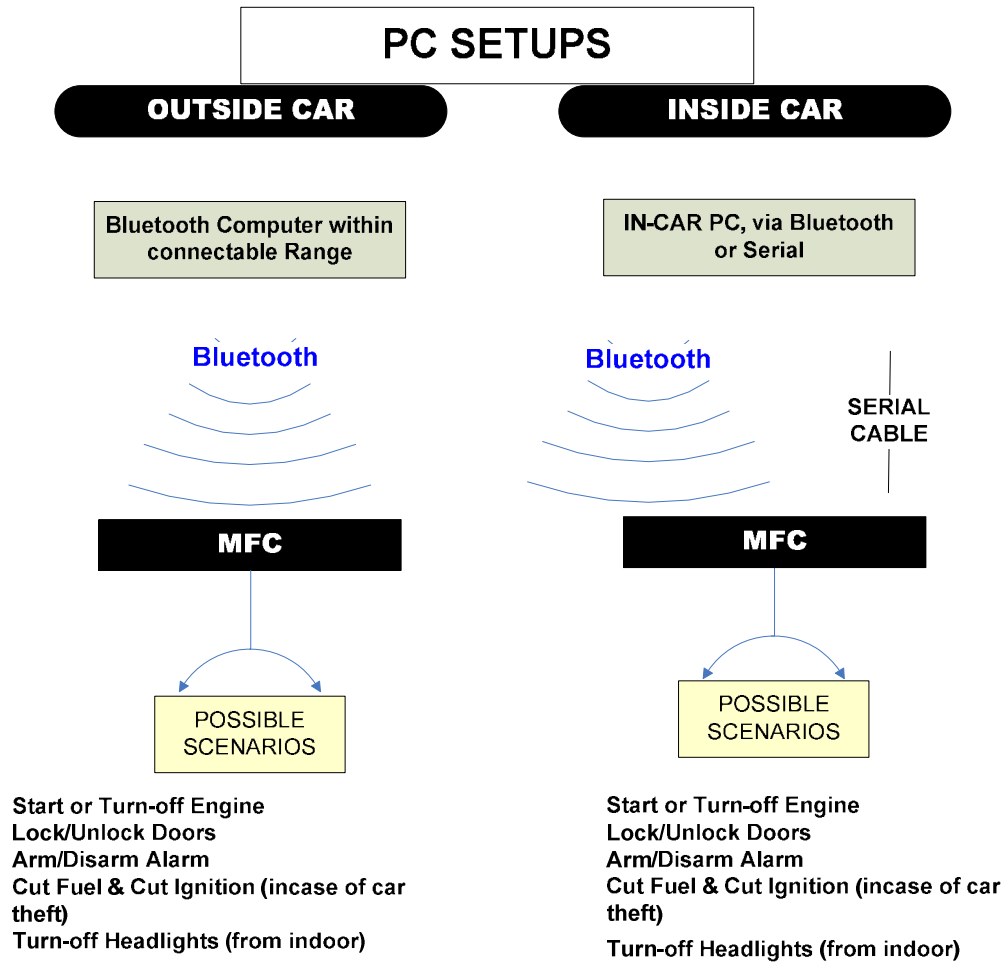 PC SETUPS
OUTSIDE CAR
Bluetooth Computer within
connectable Range
Bluetooth
MFC
POSSIBLE
SCENARIOS
Start or Turn-off Engine
Lock/Unlock Doors
Arm/Disarm Alarm
Cut Fuel & Cut Ignition (incase of car
theft)
Turn-off Headlights (from indoor)
INSIDE CAR
IN-CAR PC, via Bluetooth
or Serial
Bluetooth
SERIAL
CABLE
MFC
POSSIBLE
SCENARIOS
Start or Turn-off Engine
Lock/Unlock Doors
Arm/Disarm Alarm
Cut Fuel & Cut Ignition (incase of car
theft)
Turn-off Headlights (from indoor)